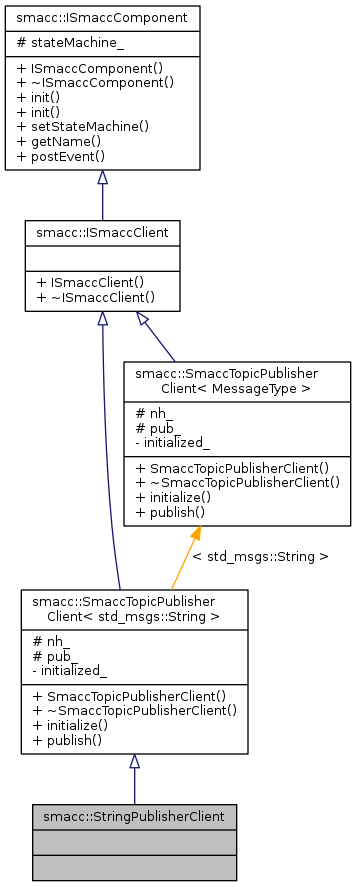 smacc::ISmaccComponent
# stateMachine_
+ ISmaccComponent()
+ ~ISmaccComponent()
+ init()
+ init()
+ setStateMachine()
+ getName()
+ postEvent()
smacc::ISmaccClient
+ ISmaccClient()
+ ~ISmaccClient()
smacc::SmaccTopicPublisher
Client< MessageType >
# nh_
# pub_
- initialized_
+ SmaccTopicPublisherClient()
+ ~SmaccTopicPublisherClient()
+ initialize()
+ publish()
< std_msgs::String >
smacc::SmaccTopicPublisher
Client< std_msgs::String >
# nh_
# pub_
- initialized_
+ SmaccTopicPublisherClient()
+ ~SmaccTopicPublisherClient()
+ initialize()
+ publish()
smacc::StringPublisherClient